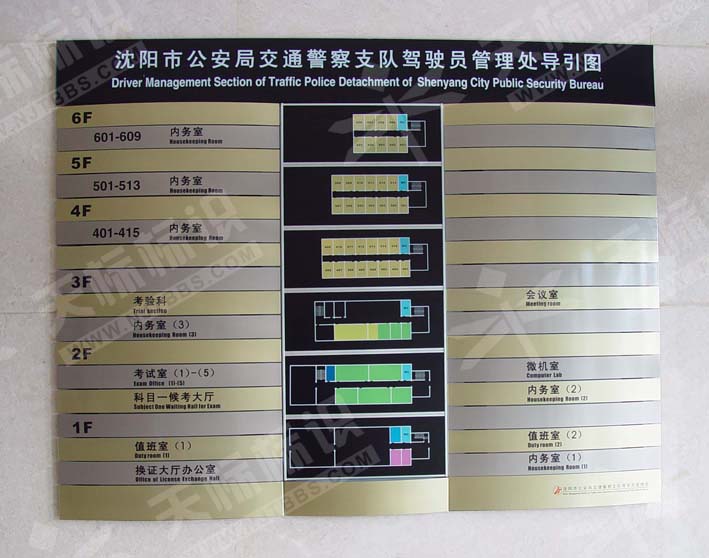 沈阳市公安局交通警察支队驾驶员管理处导引图
Driver Management Section of Traffic Police Detachment of Shenyang City Public Security Bureau
6F
601-609 内务室
Housekeeping Room
5F
501-513 内务室
Housekeeping Room
4F
401-415 内务室
Housekeeping Room
3F
考验科
会议室
Meeting room
内务室（3）
Housekeeping Room (3)
2F
考试室（1）-（5）
Exam Office (1)-(5)
微机室
Computer Lab
科目一候考大厅
Subject One Waiting Hall for Exam
内务室（2）
Housekeeping Room (2)
1F
值班室（1）
Duty room (1)
值班室（2）
Duty room (2)
换证大厅办公室
Office of License Exchange Hall
内务室（1）
Housekeeping Room (1)
天标标识
WWW.NJTBBS.COM